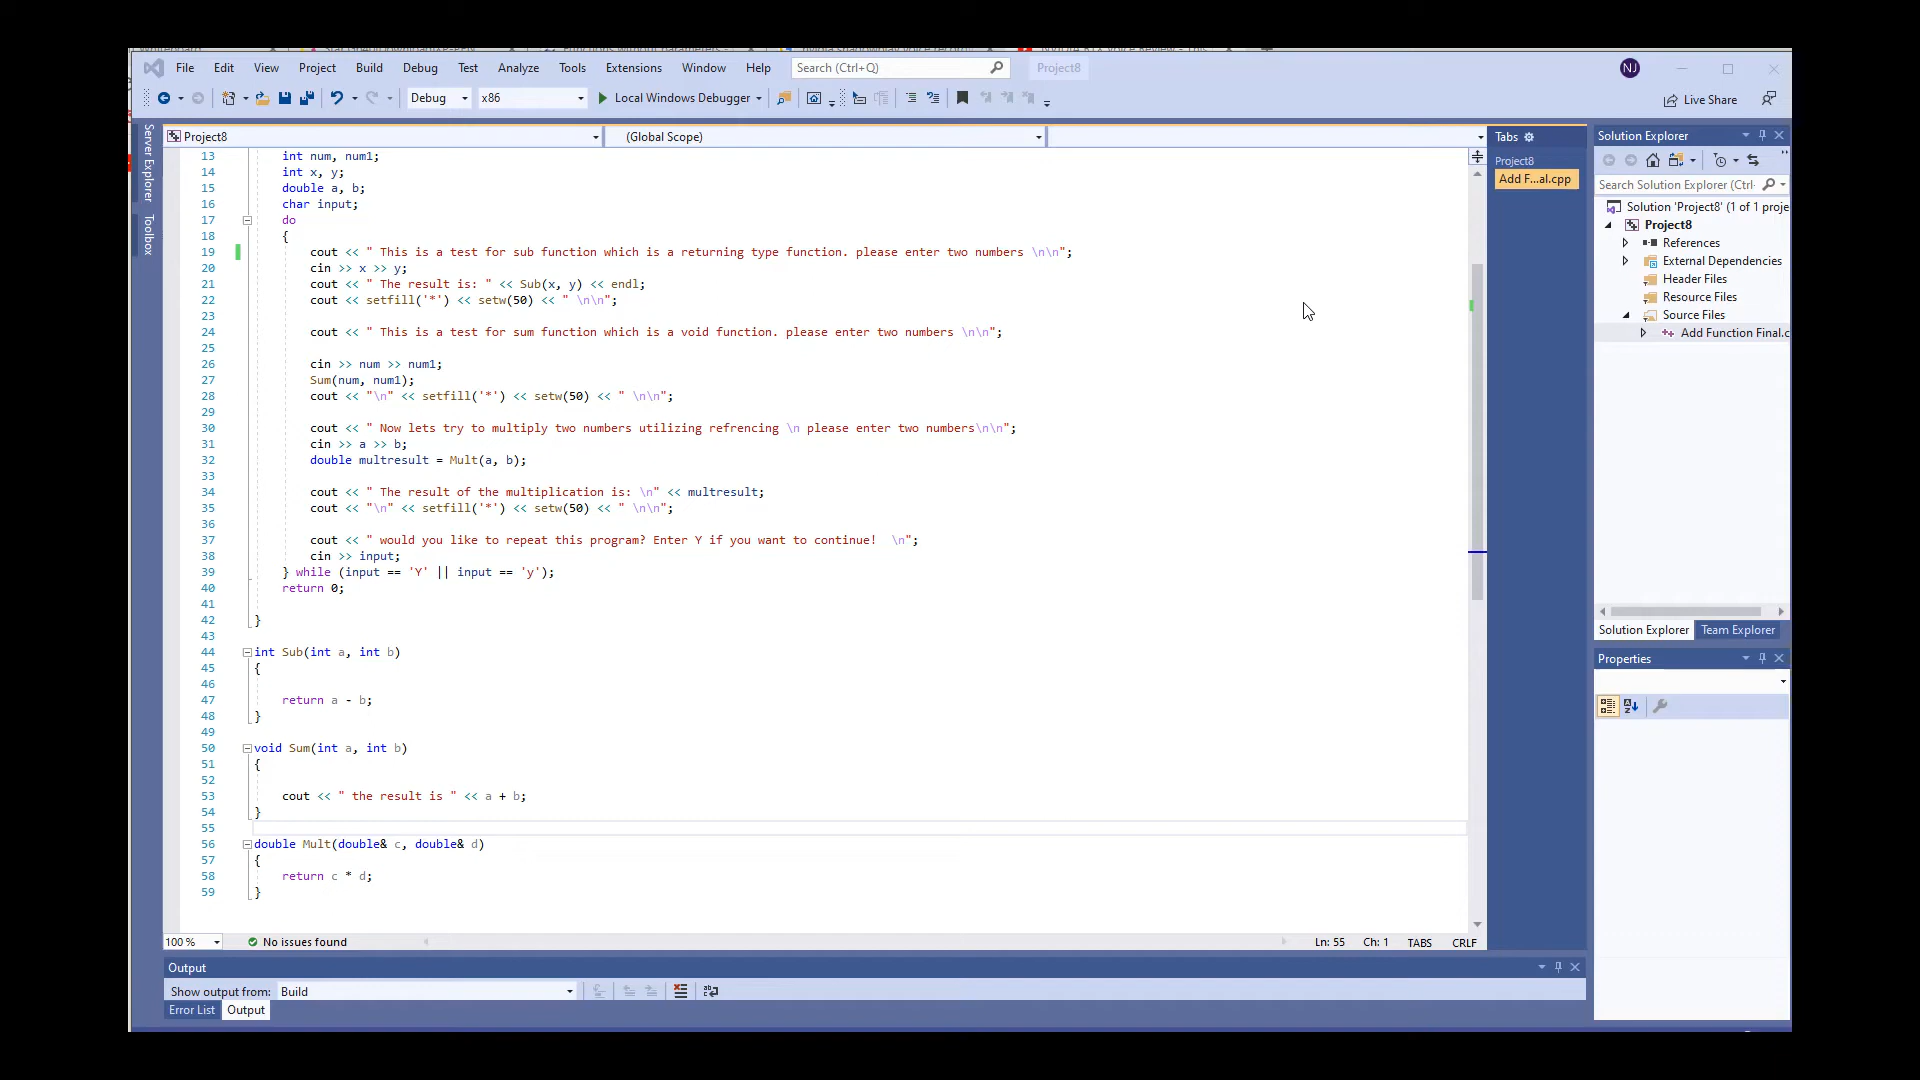 File Edit View Project Build Debug Test Analyze Tools Extensions Window Help Search (Ctrl+Q) Project8 NJ
Debug x86 Local Windows Debugger Live Share
Server Explorer
Toolbox
Project8 (Global Scope)
13 int num, num1;
14 int x, y;
15 double a, b;
16 char input;
17 do
18 {
19 cout << " This is a test for sub function which is a returning type function. please enter two numbers \n\n";
20 cin >> x >> y;
21 cout << " The result is: " << Sub(x, y) << endl;
22 cout << setfill('*') << setw(50) << " \n\n";
23
24 cout << " This is a test for sum function which is a void function. please enter two numbers \n\n";
25
26 cin >> num >> num1;
27 Sum(num, num1);
28 cout << "\n" << setfill('*') << setw(50) << " \n\n";
29
30 cout << " Now lets try to multiply two numbers utilizing refrencing \n please enter two numbers\n\n";
31 cin >> a >> b;
32 double multresult = Mult(a, b);
33
34 cout << " The result of the multiplication is: \n" << multresult;
35 cout << "\n" << setfill('*') << setw(50) << " \n\n";
36
37 cout << " would you like to repeat this program? Enter Y if you want to continue!  \n";
38 cin >> input;
39 } while (input == 'Y' || input == 'y');
40 return 0;
41
42 }
43
44 int Sub(int a, int b)
45 {
46
47 return a - b;
48 }
49
50 void Sum(int a, int b)
51 {
52
53 cout << " the result is " << a + b;
54 }
55
56 double Mult(double& c, double& d)
57 {
58 return c * d;
59 }
100 % No issues found Ln: 55 Ch: 1 TABS CRLF
Output
Show output from: Build
Error List Output
Tabs
Project8
Add F...al.cpp
Solution Explorer
Search Solution Explorer (Ctrl-
Solution 'Project8' (1 of 1 proje
Project8
References
External Dependencies
Header Files
Resource Files
Source Files
Add Function Final.c
Solution Explorer Team Explorer
Properties